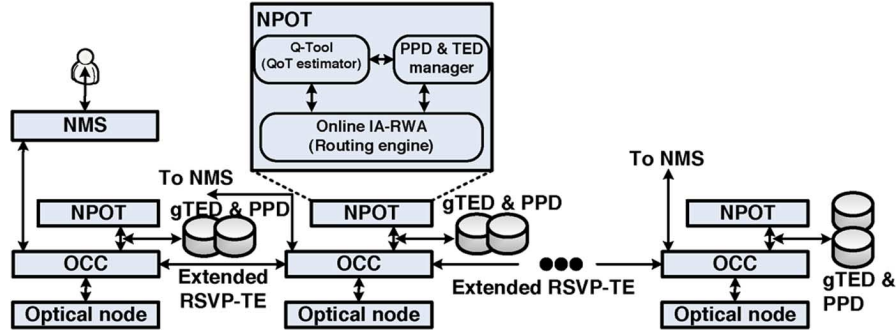 NPOT
Q-Tool
(QoT estimator)
PPD & TED
manager
Online IA-RWA
(Routing engine)
NMS
To NMS
To NMS
NPOT
gTED & PPD
NPOT
gTED & PPD
NPOT
OCC
Extended
RSVP-TE
OCC
Extended RSVP-TE
OCC
gTED &
PPD
Optical node
Optical node
Optical node